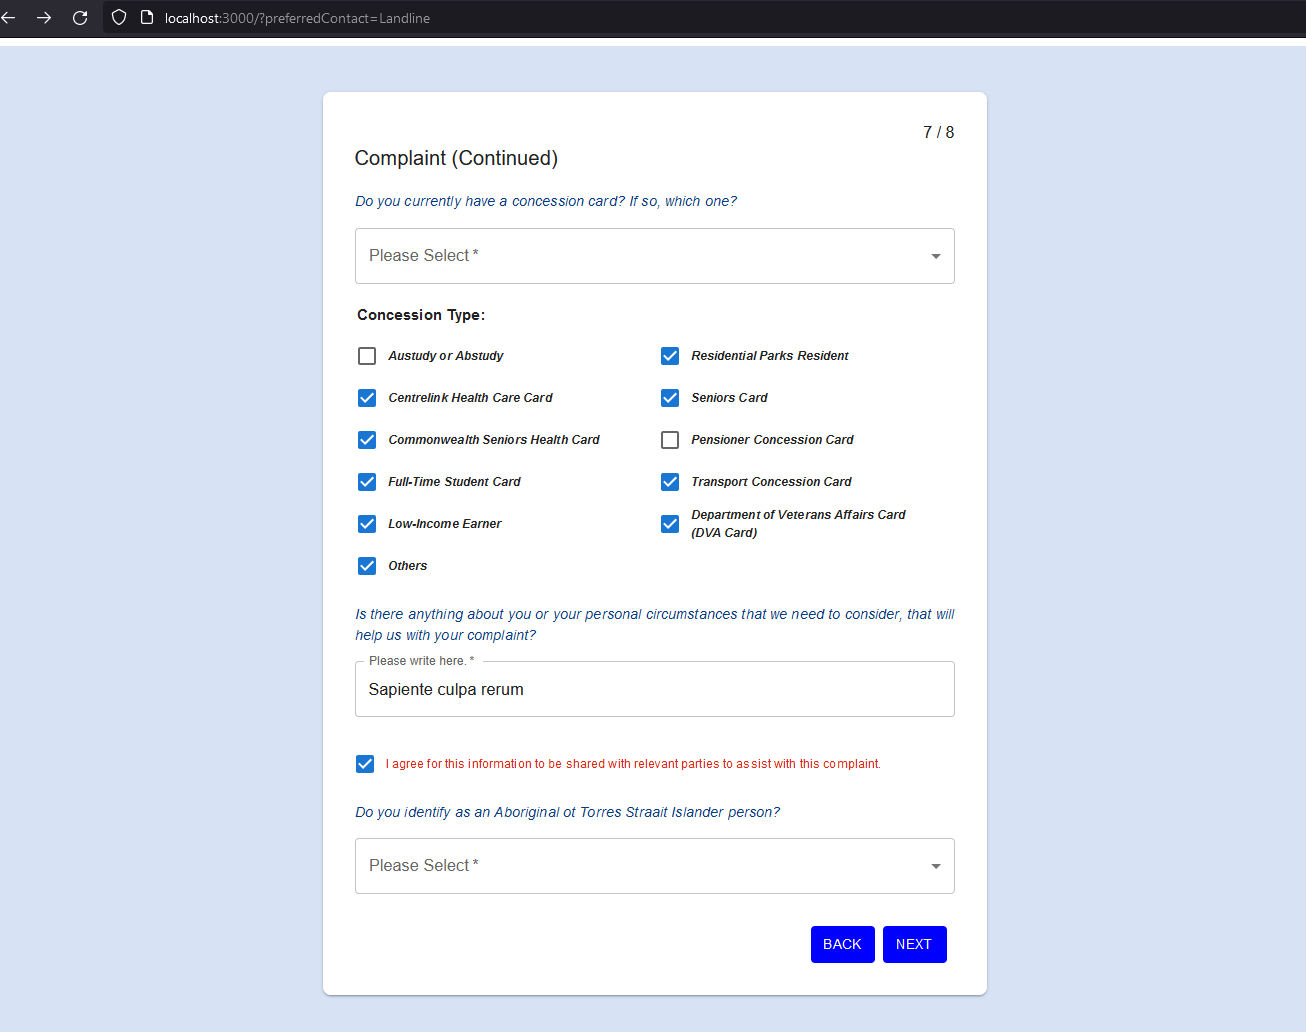 localhost:3000/?preferredContact=Landline
7 / 8
Complaint (Continued)
Do you currently have a concession card? If so, which one?
Please Select *
Concession Type:
Austudy or Abstudy
Residential Parks Resident
Centrelink Health Care Card
Seniors Card
Commonwealth Seniors Health Card
Pensioner Concession Card
Full-Time Student Card
Transport Concession Card
Low-Income Earner
Department of Veterans Affairs Card
(DVA Card)
Others
Is there anything about you or your personal circumstances that we need to consider, that will
help us with your complaint?
Please write here. *
Sapiente culpa rerum
I agree for this information to be shared with relevant parties to assist with this complaint.
Do you identify as an Aboriginal ot Torres Straait Islander person?
Please Select *
BACK NEXT